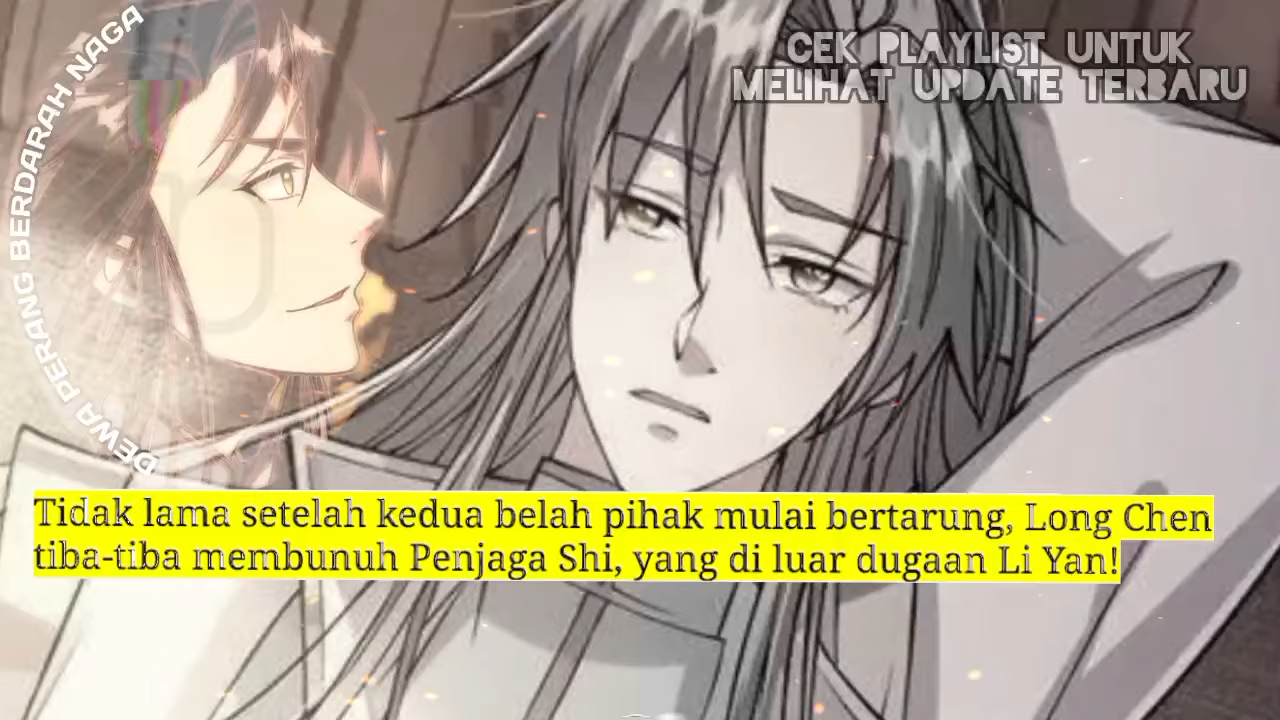 CEK PLAYLIST UNTUK
MELIHAT UPDATE TERBARU
DEWA PERANG BERDARAH NAGA
Tidak lama setelah kedua belah pihak mulai bertarung, Long Chen
tiba-tiba membunuh Penjaga Shi, yang di luar dugaan Li Yan!